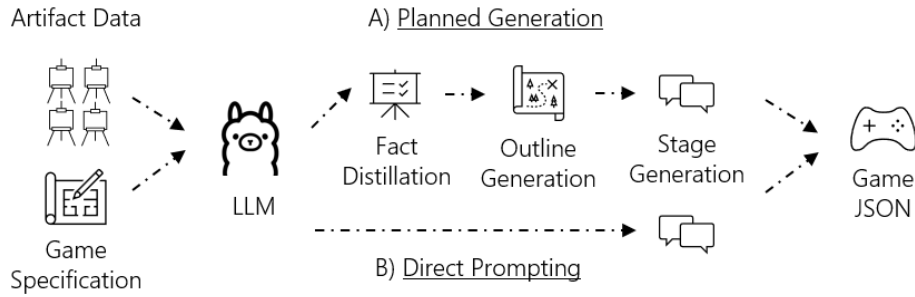 Artifact Data
A) Planned Generation
Fact
Distillation
Outline
Generation
Stage
Generation
LLM
Game
JSON
Game
Specification
B) Direct Prompting